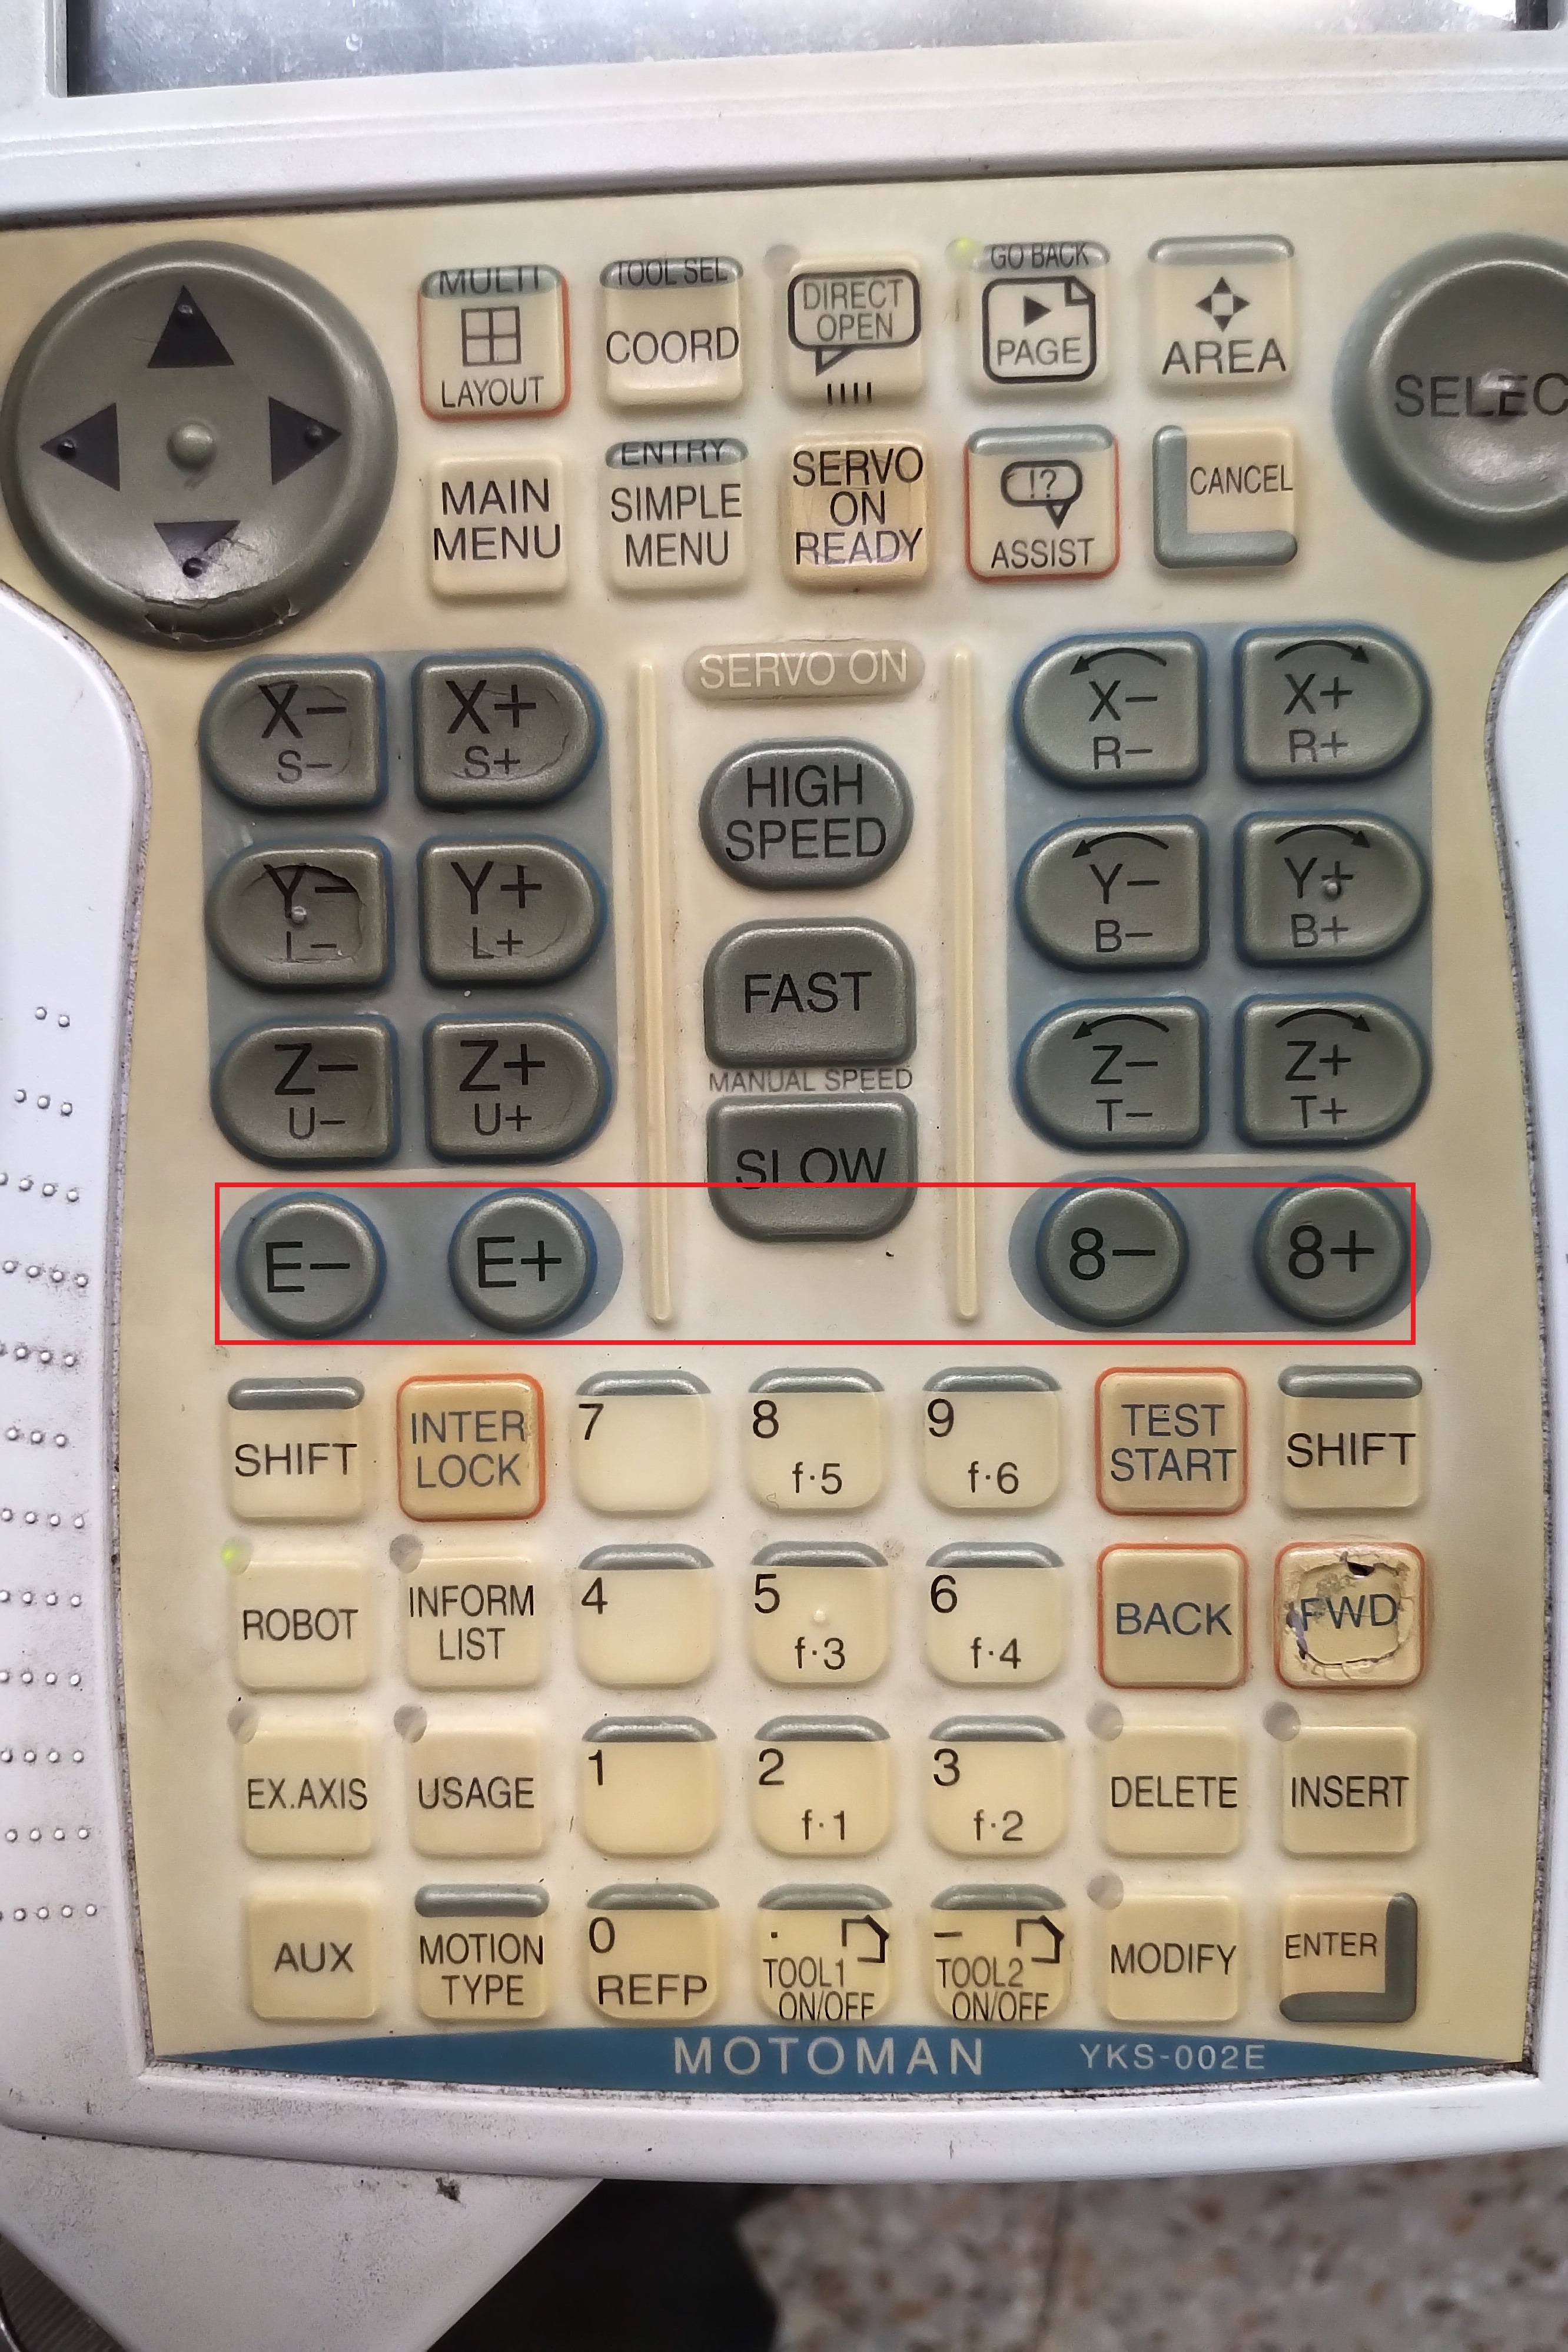 MULTI
LAYOUT
TOOL SEL
COORD
DIRECT
OPEN
GO BACK
PAGE
AREA
SELEC
MAIN
MENU
ENTRY
SIMPLE
MENU
SERVO
ON
READY
!?
ASSIST
CANCEL
SERVO ON
X− X+
S− S+
HIGH
SPEED
X− X+
R− R+
Y− Y+
L− L+
FAST
Y− Y+
B− B+
Z− Z+
U− U+
MANUAL SPEED
SLOW
Z− Z+
T− T+
E− E+
8− 8+
SHIFT
INTER
LOCK
7
8
f·5
9
f·6
TEST
START
SHIFT
ROBOT
INFORM
LIST
4
5
f·3
6
f·4
BACK
FWD
EX.AXIS
USAGE
1
2
f·1
3
f·2
DELETE
INSERT
AUX
MOTION
TYPE
0
REFP
.
TOOL1
ON/OFF
−
TOOL2
ON/OFF
MODIFY
ENTER
MOTOMAN YKS-002E